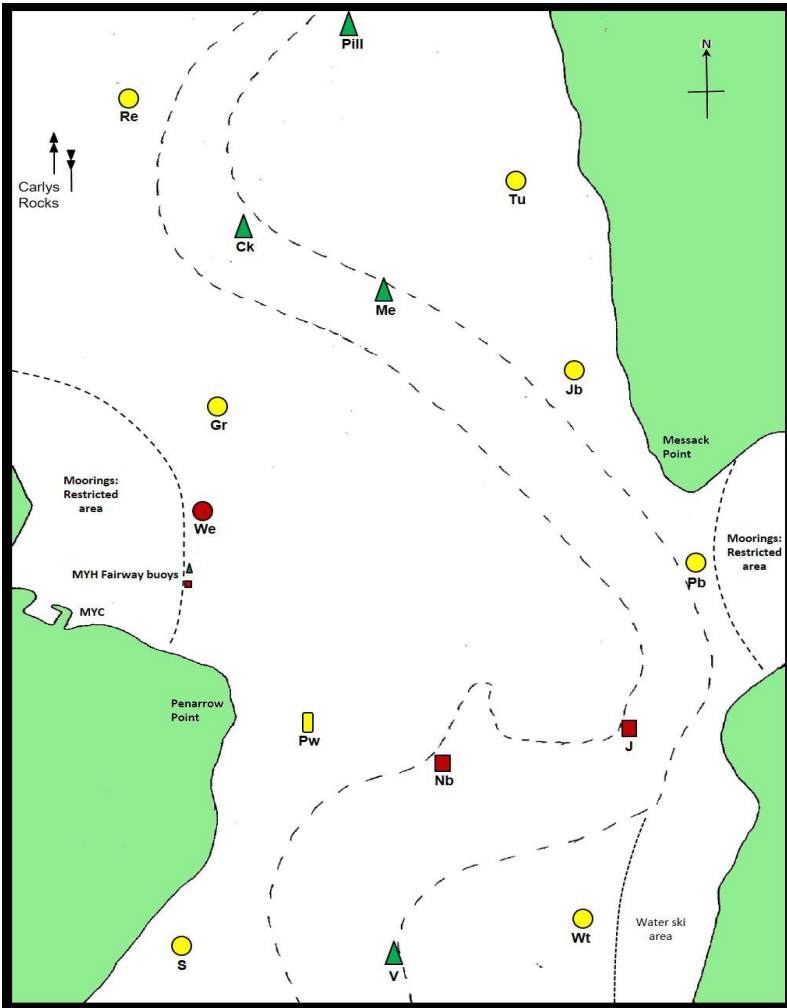 Pill
N
Re
Carlys
Rocks
Tu
Ck
Me
Jb
Gr
Messack
Point
Moorings:
Restricted
area
We
Moorings:
Restricted
area
MYH Fairway buoys
Pb
MYC
Penarrow
Point
Pw
J
Nb
Water ski
area
Wt
S
V